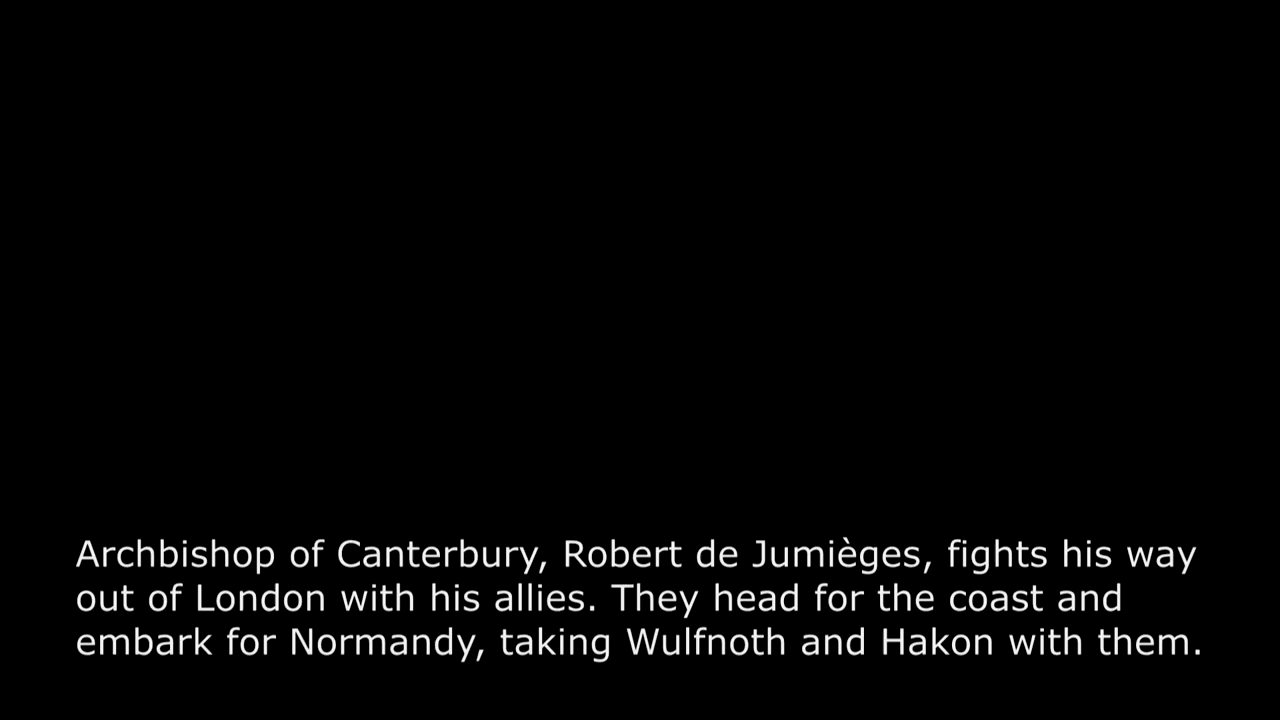 Archbishop of Canterbury, Robert de Jumièges, fights his way
out of London with his allies. They head for the coast and
embark for Normandy, taking Wulfnoth and Hakon with them.